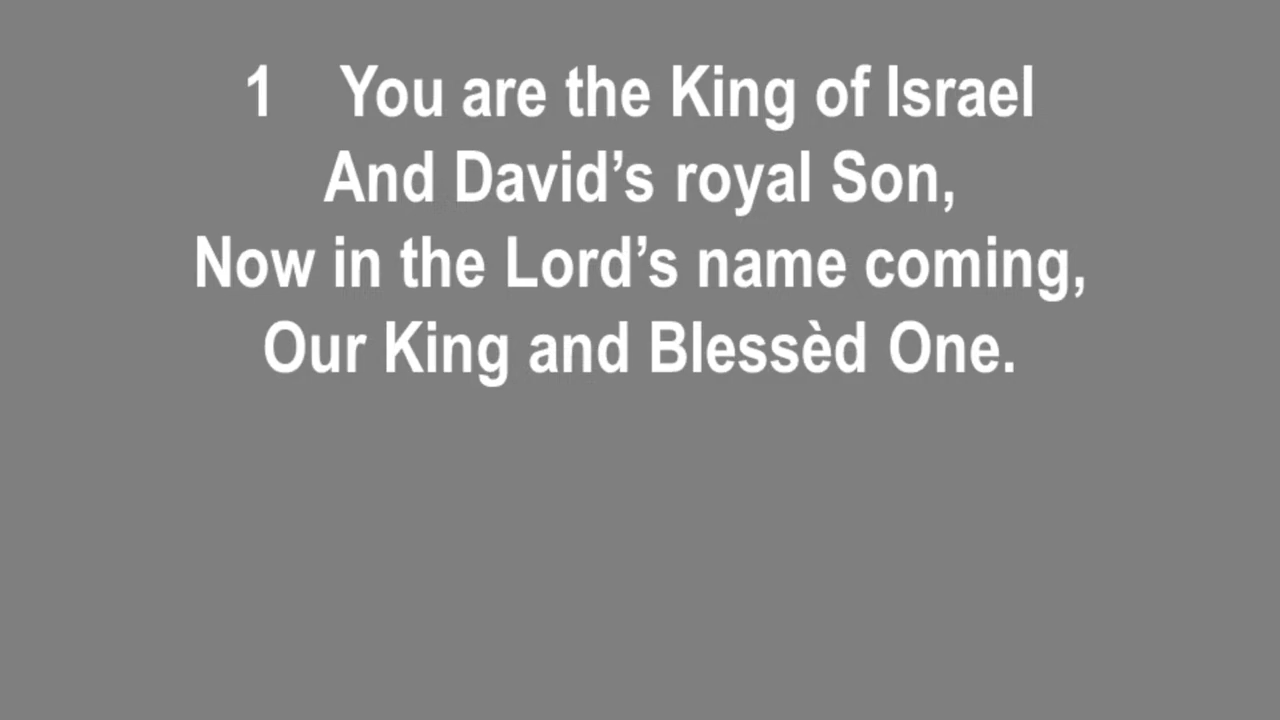 1 You are the King of Israel
And David’s royal Son,
Now in the Lord’s name coming,
Our King and Blessèd One.